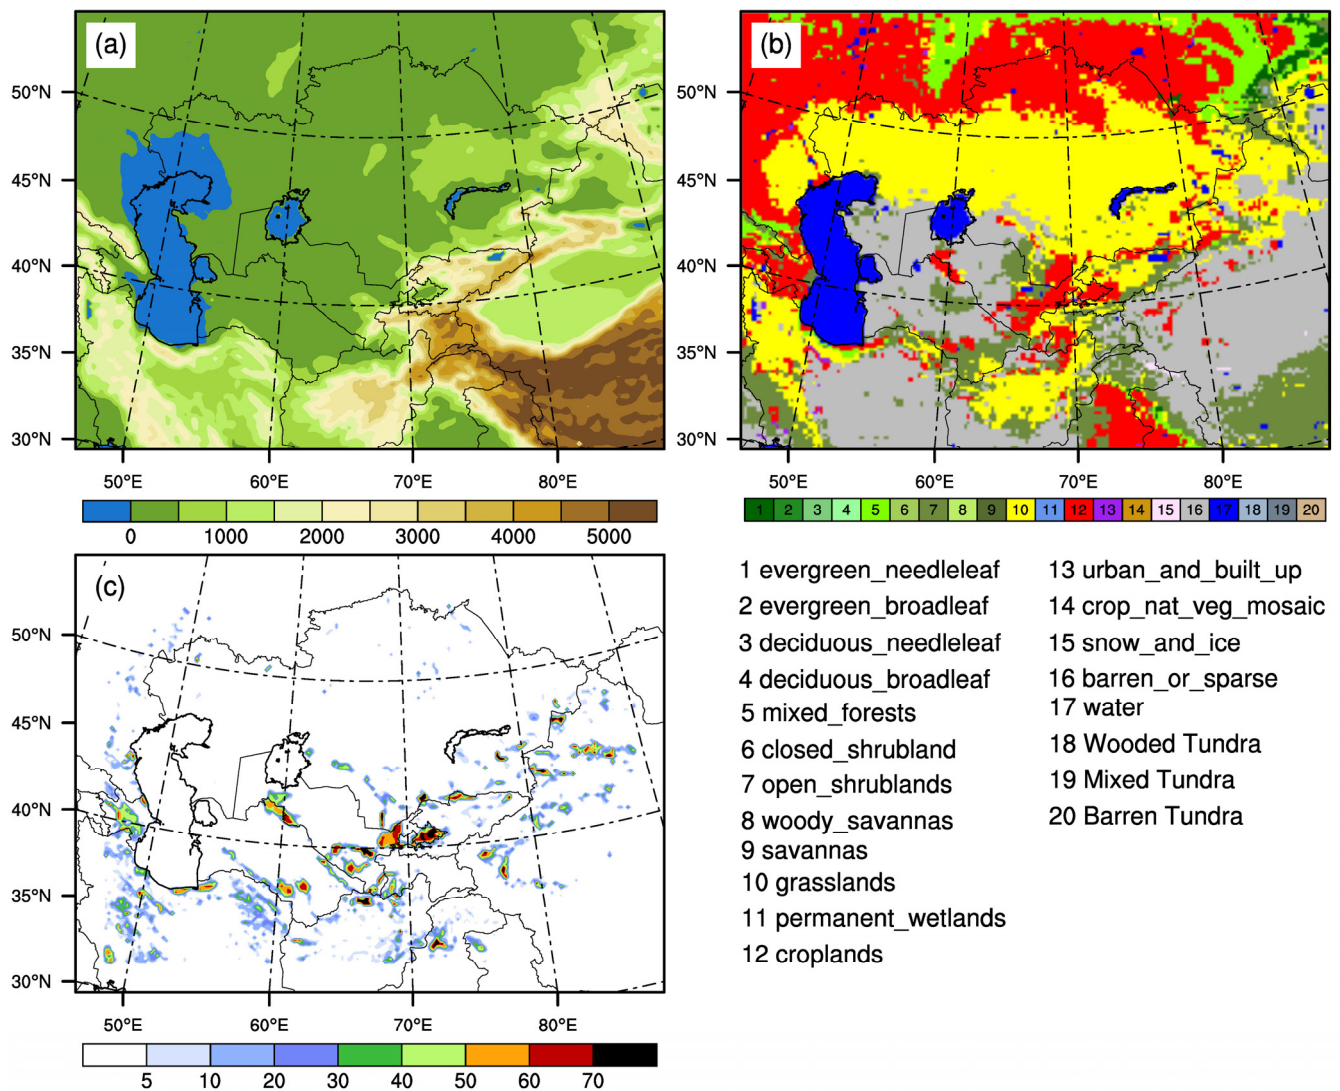 (a)
50°N
45°N
40°N
35°N
30°N
50°E 60°E 70°E 80°E
0 1000 2000 3000 4000 5000
(b)
50°N
45°N
40°N
35°N
30°N
50°E 60°E 70°E 80°E
1 2 3 4 5 6 7 8 9 10 11 12 13 14 15 16 17 18 19 20
(c)
50°N
45°N
40°N
35°N
30°N
50°E 60°E 70°E 80°E
5 10 20 30 40 50 60 70
1 evergreen_needleleaf
2 evergreen_broadleaf
3 deciduous_needleleaf
4 deciduous_broadleaf
5 mixed_forests
6 closed_shrubland
7 open_shrublands
8 woody_savannas
9 savannas
10 grasslands
11 permanent_wetlands
12 croplands
13 urban_and_built_up
14 crop_nat_veg_mosaic
15 snow_and_ice
16 barren_or_sparse
17 water
18 Wooded Tundra
19 Mixed Tundra
20 Barren Tundra